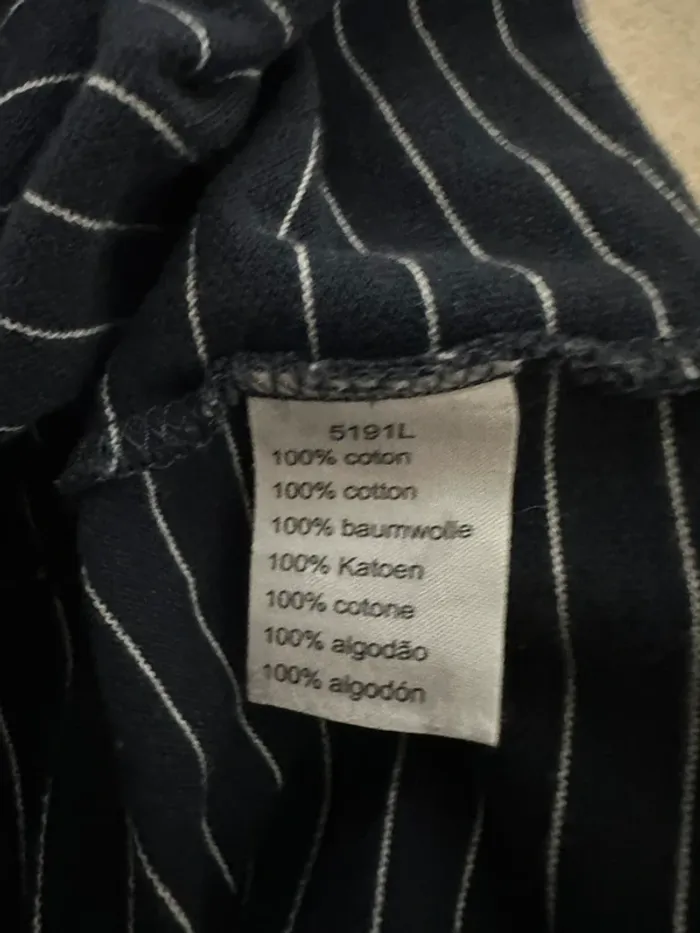 5191L
100% coton
100% cotton
100% baumwolle
100% Katoen
100% cotone
100% algodão
100% algodón